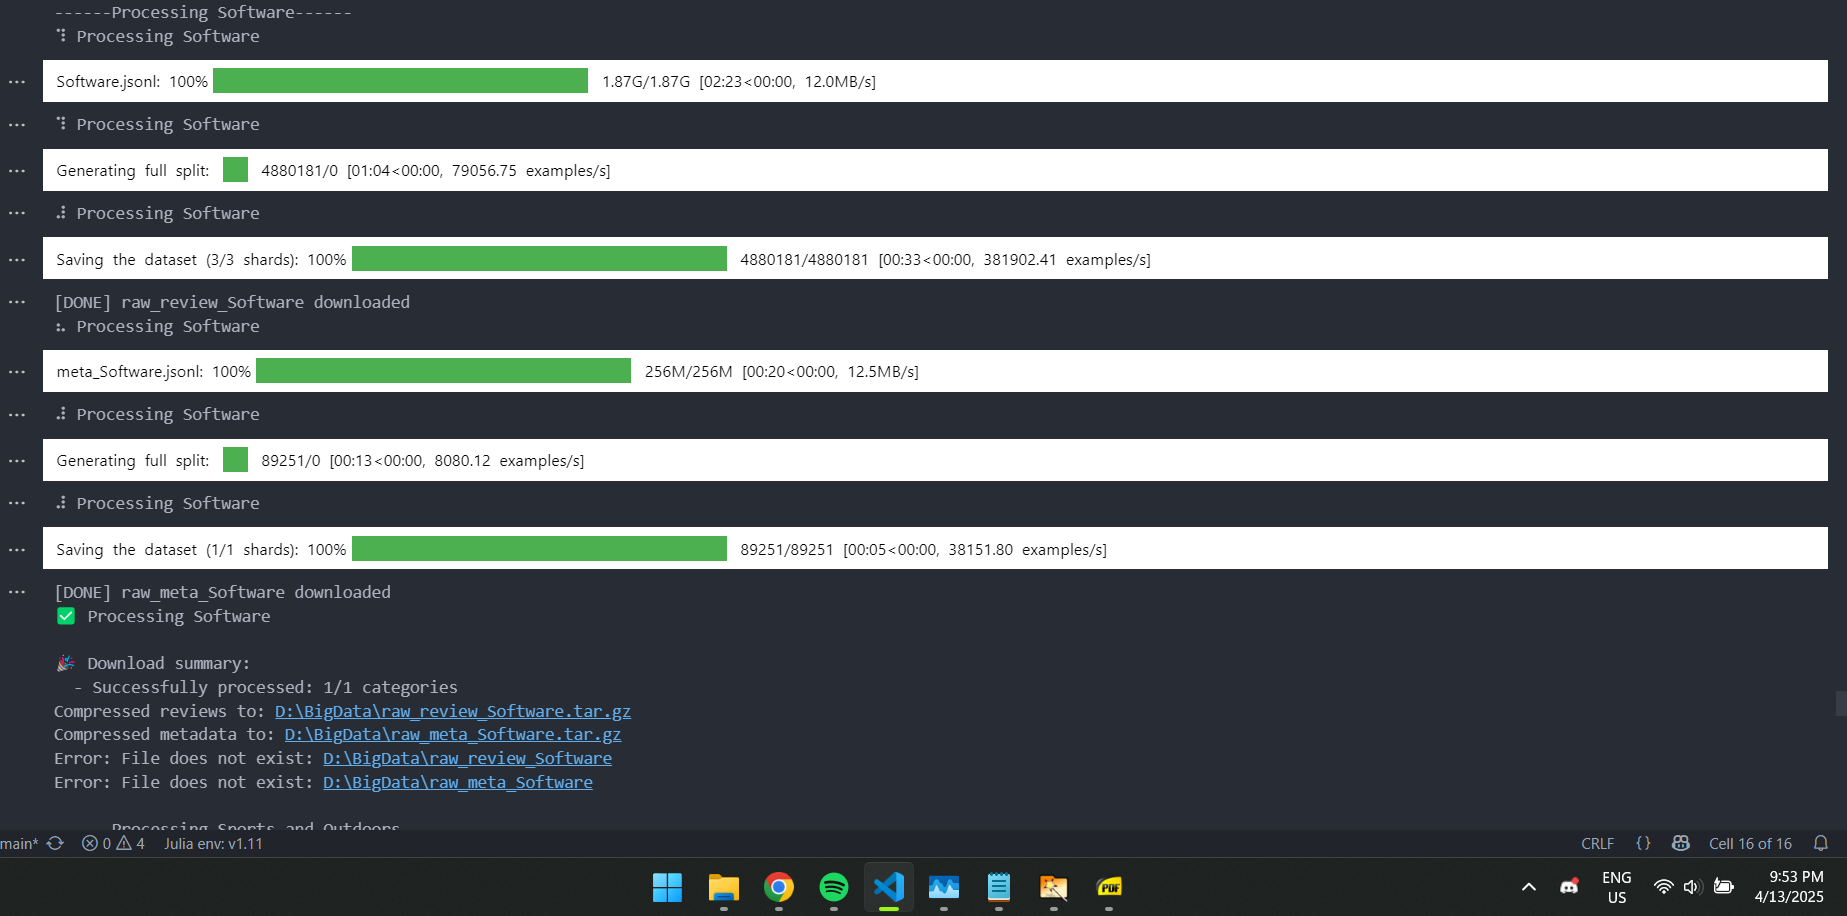 ------Processing Software------
⠹ Processing Software
Software.jsonl: 100% 1.87G/1.87G [02:23<00:00, 12.0MB/s]
⠹ Processing Software
Generating full split: 4880181/0 [01:04<00:00, 79056.75 examples/s]
⠼ Processing Software
Saving the dataset (3/3 shards): 100% 4880181/4880181 [00:33<00:00, 381902.41 examples/s]
[DONE] raw_review_Software downloaded
⠦ Processing Software
meta_Software.jsonl: 100% 256M/256M [00:20<00:00, 12.5MB/s]
⠼ Processing Software
Generating full split: 89251/0 [00:13<00:00, 8080.12 examples/s]
⠼ Processing Software
Saving the dataset (1/1 shards): 100% 89251/89251 [00:05<00:00, 38151.80 examples/s]
[DONE] raw_meta_Software downloaded
✅ Processing Software
🎉 Download summary:
- Successfully processed: 1/1 categories
Compressed reviews to: D:\BigData\raw_review_Software.tar.gz
Compressed metadata to: D:\BigData\raw_meta_Software.tar.gz
Error: File does not exist: D:\BigData\raw_review_Software
Error: File does not exist: D:\BigData\raw_meta_Software
Processing Sports and Outdoors
main* 0 4 Julia env: v1.11 CRLF {} Cell 16 of 16
PDF
ENG
US
9:53 PM
4/13/2025